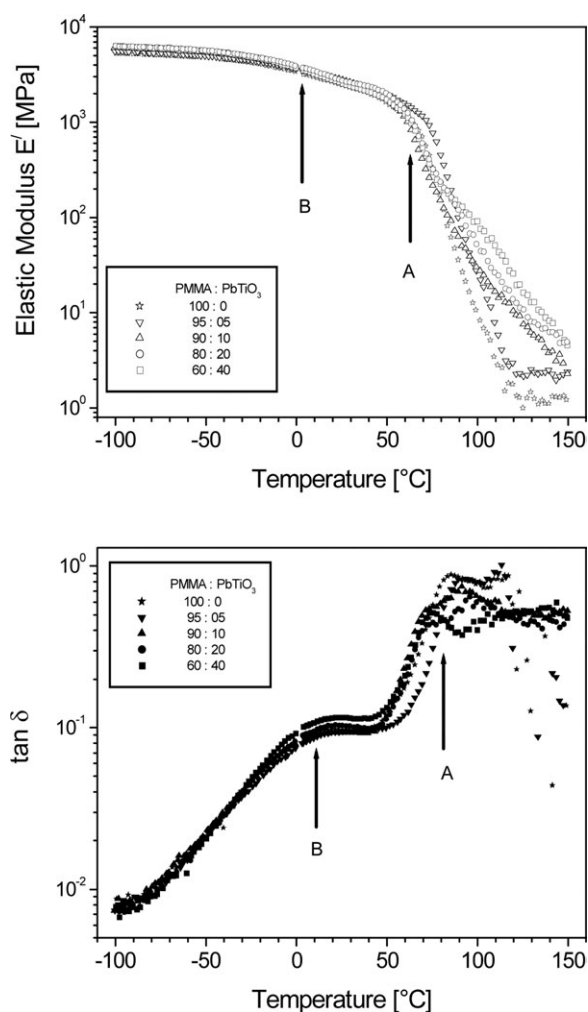 Elastic Modulus E/ [MPa]
10⁴
10³
10²
10¹
10⁰
B
A
PMMA : PbTiO₃
100 : 0
95 : 05
90 : 10
80 : 20
60 : 40
-100 -50 0 50 100 150
Temperature [°C]
tan δ
10⁰
10⁻¹
10⁻²
PMMA : PbTiO₃
100 : 0
95 : 05
90 : 10
80 : 20
60 : 40
A
B
-100 -50 0 50 100 150
Temperature [°C]